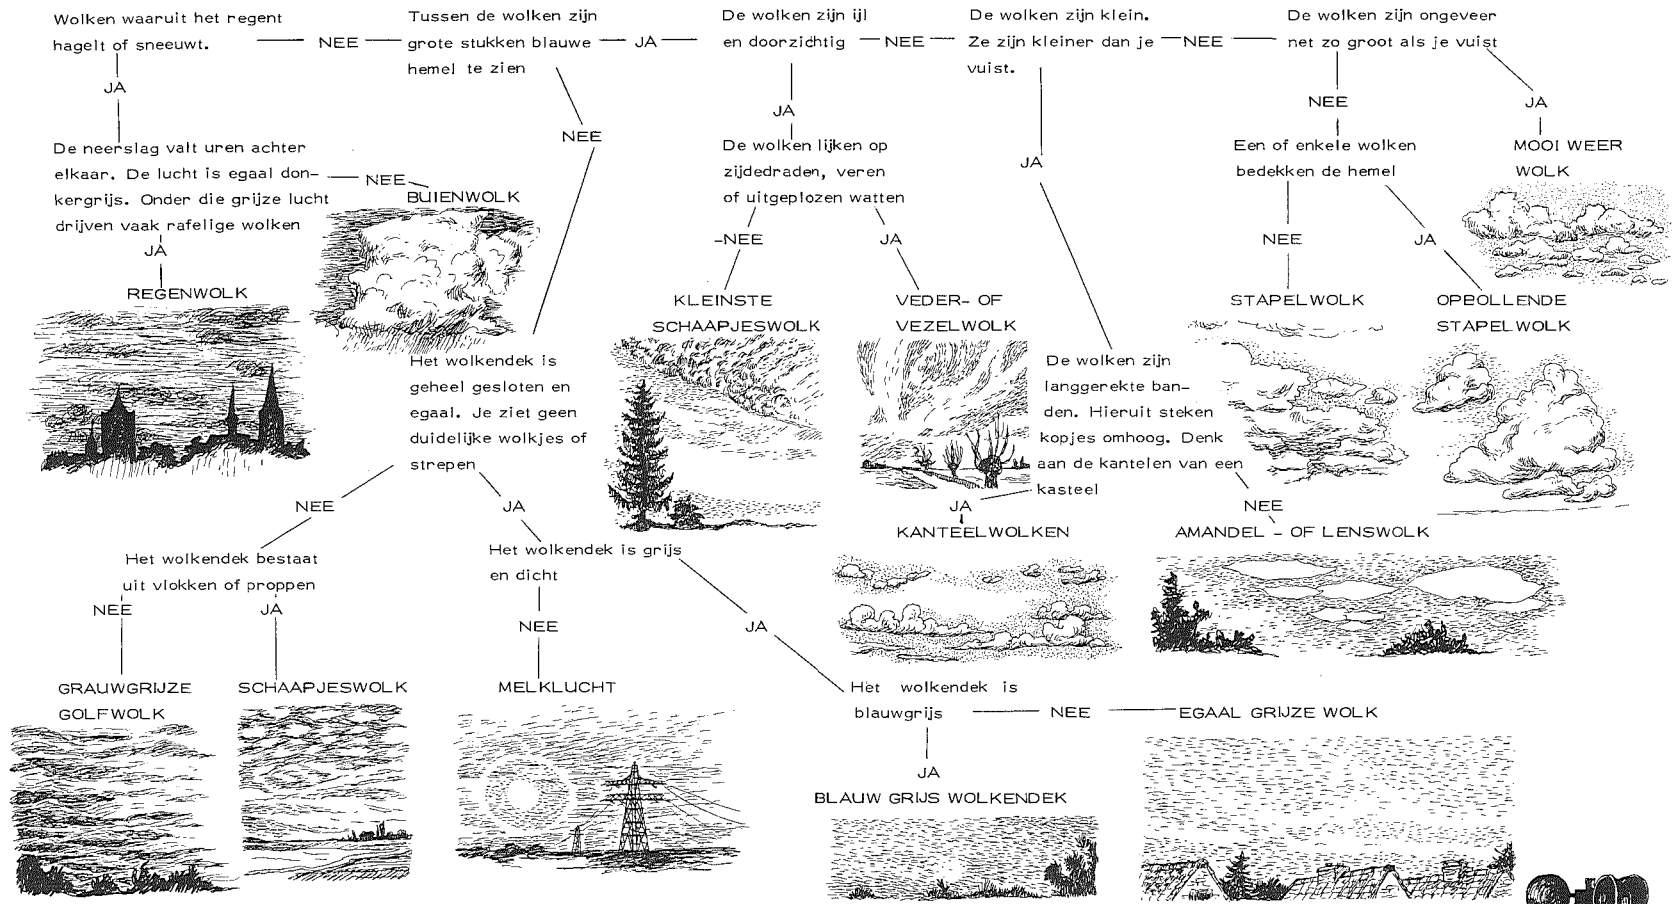 Wolken waaruit het regent
hagelt of sneeuwt.
NEE
Tussen de wolken zijn
grote stukken blauwe
hemel te zien
JA
De wolken zijn ijl
en doorzichtig
NEE
De wolken zijn klein.
Ze zijn kleiner dan je
vuist.
NEE
De wolken zijn ongeveer
net zo groot als je vuist
JA
De neerslag valt uren achter
elkaar. De lucht is egaal don-
kergrijs. Onder die grijze lucht
drijven vaak rafelige wolken
NEE
BUIENWOLK
JA
REGENWOLK
NEE
JA
De wolken lijken op
zijdedraden, veren
of uitgeplozen watten
-NEE
JA
KLEINSTE
SCHAAPJESWOLK
VEDER- OF
VEZELWOLK
JA
NEE
JA
Een of enkele wolken
bedekken de hemel
MOOI WEER
WOLK
NEE
JA
STAPELWOLK
OPBOLLENDE
STAPELWOLK
Het wolkendek is
geheel gesloten en
egaal. Je ziet geen
duidelijke wolkjes of
strepen
De wolken zijn
langgerekte ban-
den. Hieruit steken
kopjes omhoog. Denk
aan de kantelen van een
kasteel
JA
NEE
KANTEELWOLKEN
AMANDEL - OF LENSWOLK
NEE
JA
Het wolkendek bestaat
uit vlokken of proppen
NEE
JA
Het wolkendek is grijs
en dicht
NEE
JA
GRAUWGRIJZE
GOLFWOLK
SCHAAPJESWOLK
MELKLUCHT
Het wolkendek is
blauwgrijs
NEE
EGAAL GRIJZE WOLK
JA
BLAUW GRIJS WOLKENDEK